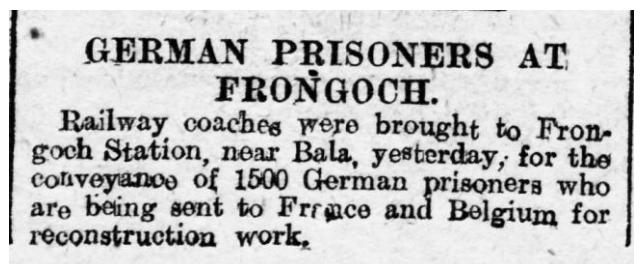 GERMAN PRISONERS AT
FRONGOCH.
Railway coaches were brought to Fron-
goch Station, near Bala, yesterday, for the
conveyance of 1500 German prisoners who
are being sent to France and Belgium for
reconstruction work.